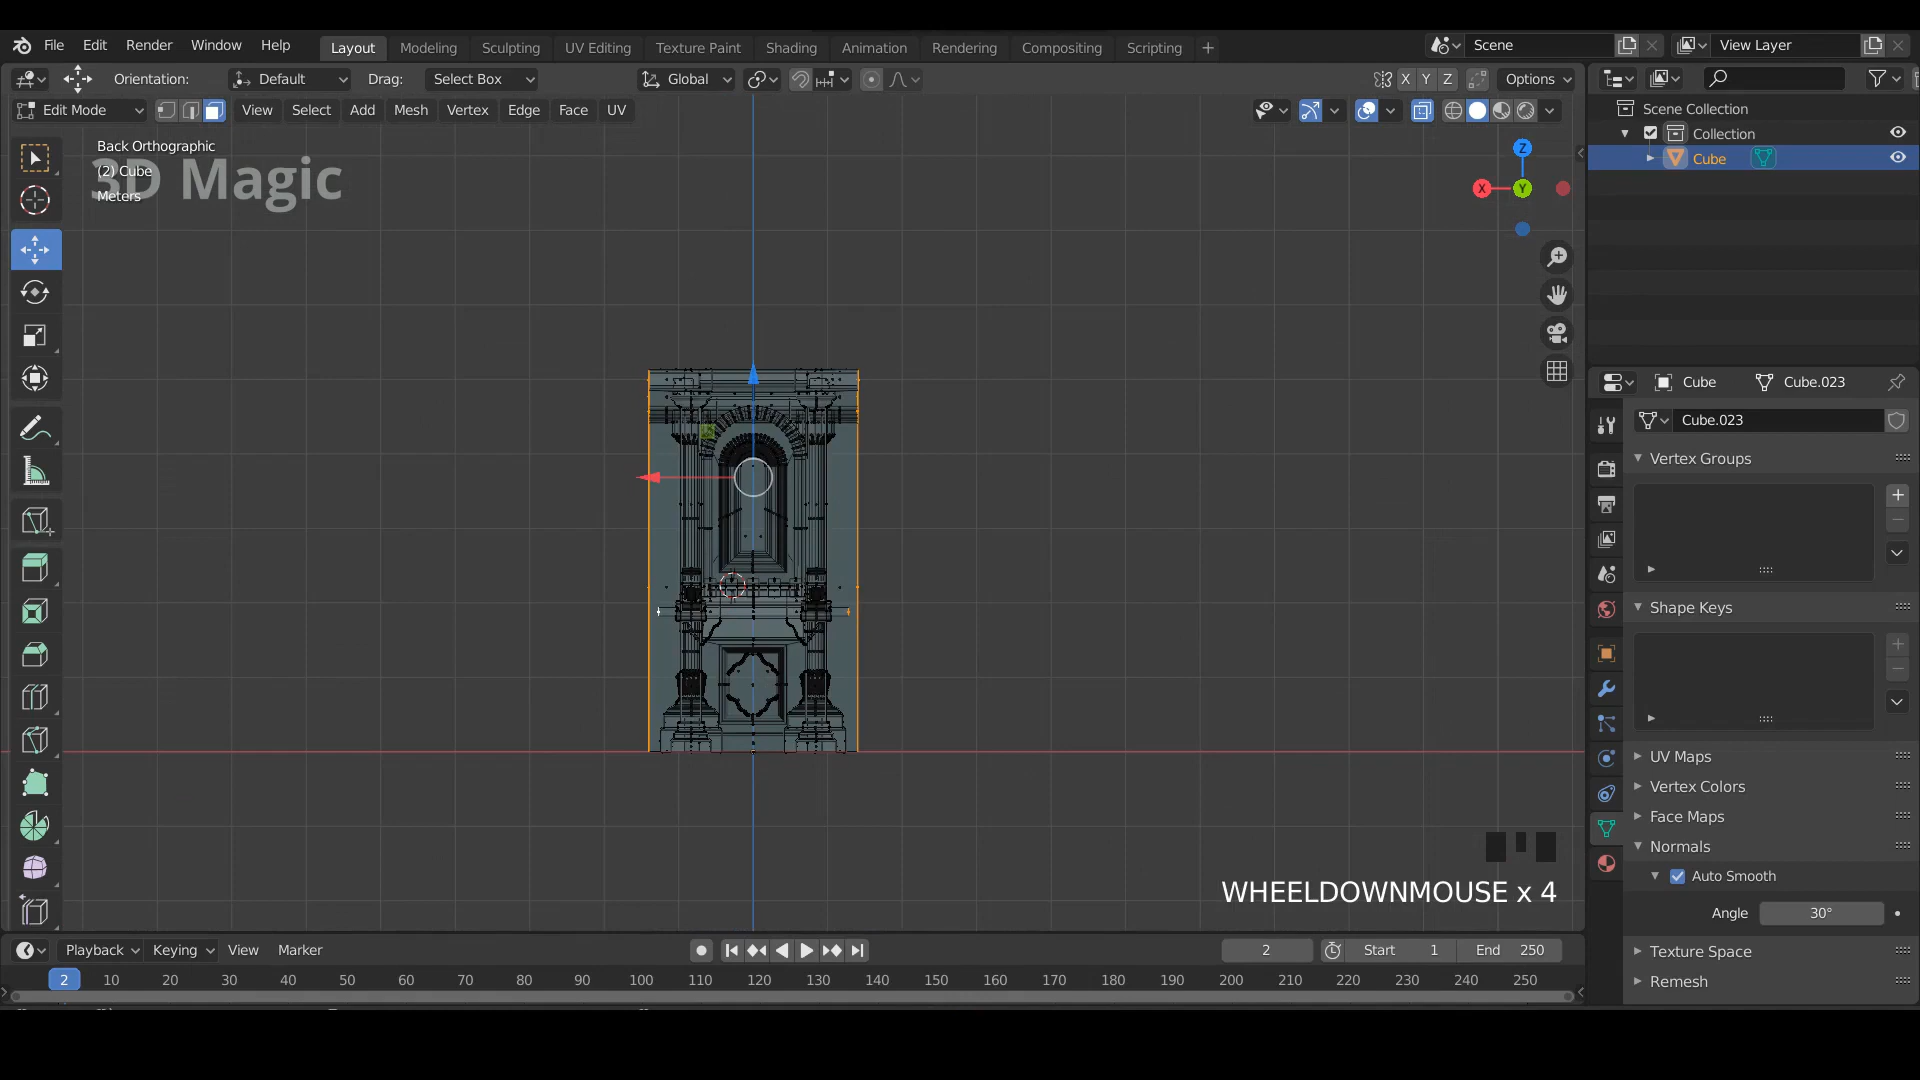 File Edit Render Window Help Layout Modeling Sculpting UV Editing Texture Paint Shading Animation Rendering Compositing Scripting + Scene View Layer
Orientation: Default Drag: Select Box Global X Y Z Options
Edit Mode View Select Add Mesh Vertex Edge Face UV
Scene Collection
Collection
Cube
Back Orthographic
(2) Cube
3D Magic
Meters
Z
X Y
Cube Cube.023
Cube.023
Vertex Groups
Shape Keys
UV Maps
Vertex Colors
Face Maps
Normals
Auto Smooth
Angle 30°
Texture Space
Remesh
WHEELDOWNMOUSE x 4
Playback Keying View Marker 2 Start 1 End 250
2 10 20 30 40 50 60 70 80 90 100 110 120 130 140 150 160 170 180 190 200 210 220 230 240 250